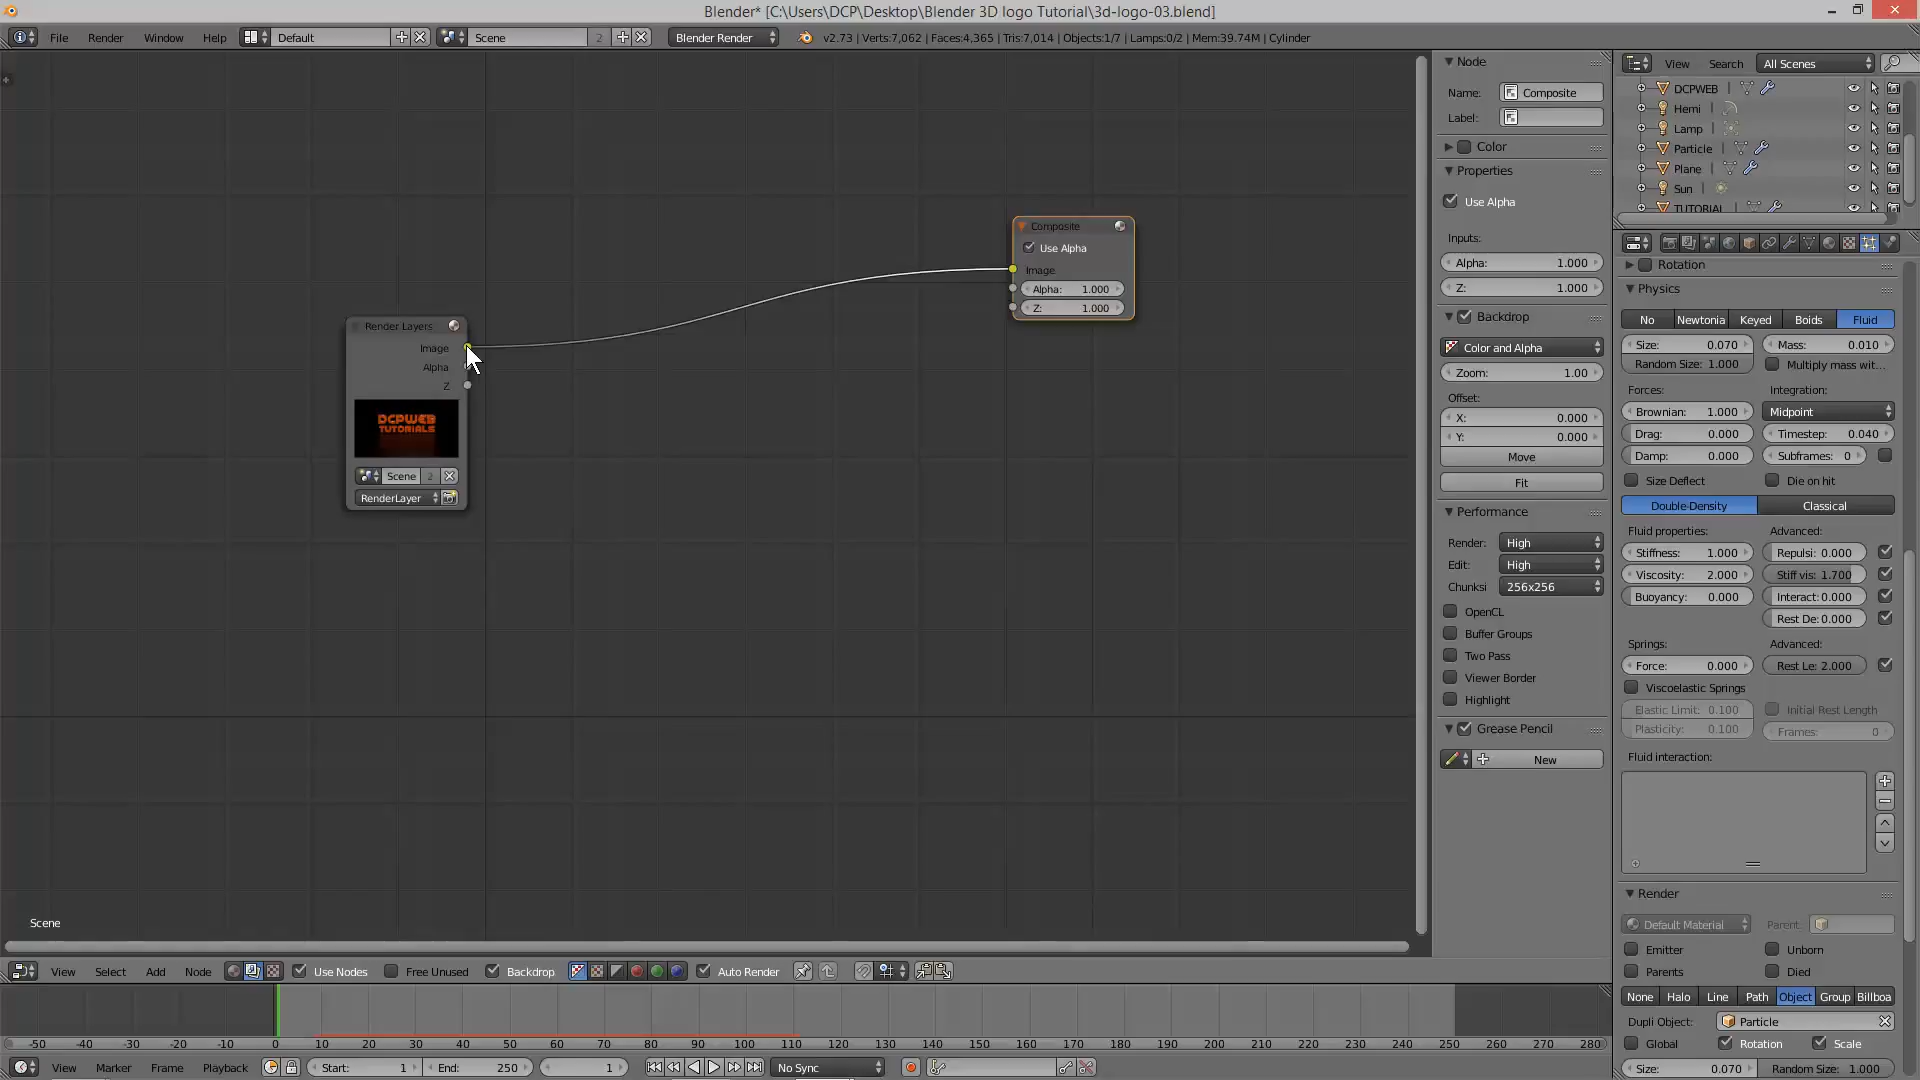 Blender* [C:\Users\DCP\Desktop\Blender 3D logo Tutorial\3d-logo-03.blend]
File Render Window Help Default Scene 2 Blender Render v2.73 | Verts:7,062 | Faces:4,365 | Tris:7,014 | Objects:1/7 | Lamps:0/2 | Mem:39.74M | Cylinder
Composite
Use Alpha
Image
Alpha: 1.000
Z: 1.000
Render Layers
Image
Alpha
Z
DCPWEB
TUTORIALS
Scene 2
RenderLayer
Scene
Node
Name: Composite
Label:
Color
Properties
Use Alpha
Inputs:
Alpha: 1.000
Z: 1.000
Backdrop
Color and Alpha
Zoom: 1.00
Offset:
X: 0.000
Y: 0.000
Move
Fit
Performance
Render: High
Edit: High
Chunksi 256x256
OpenCL
Buffer Groups
Two Pass
Viewer Border
Highlight
Grease Pencil
New
View Search All Scenes
DCPWEB
Hemi
Lamp
Particle
Plane
Sun
TUTORIAL
Rotation
Physics
No Newtonia Keyed Boids Fluid
Size: 0.070 Mass: 0.010
Random Size: 1.000 Multiply mass wit...
Forces: Integration:
Brownian: 1.000 Midpoint
Drag: 0.000 Timestep: 0.040
Damp: 0.000 Subframes: 0
Size Deflect Die on hit
Double-Density Classical
Fluid properties: Advanced:
Stiffness: 1.000 Repulsi: 0.000
Viscosity: 2.000 Stiff vis: 1.700
Buoyancy: 0.000 Interact: 0.000
Rest De: 0.000
Springs: Advanced:
Force: 0.000 Rest Le: 2.000
Viscoelastic Springs
Elastic Limit: 0.100 Initial Rest Length
Plasticity: 0.100 Frames: 0
Fluid interaction:
Render
Default Material Parent:
Emitter Unborn
Parents Died
None Halo Line Path Object Group Billboa
Dupli Object: Particle
Global Rotation Scale
Size: 0.070 Random Size: 1.000
View Select Add Node Use Nodes Free Unused Backdrop Auto Render
-50 -40 -30 -20 -10 0 10 20 30 40 50 60 70 80 90 100 110 120 130 140 150 160 170 180 190 200 210 220 230 240 250 260 270 280
View Marker Frame Playback Start: 1 End: 250 1 No Sync